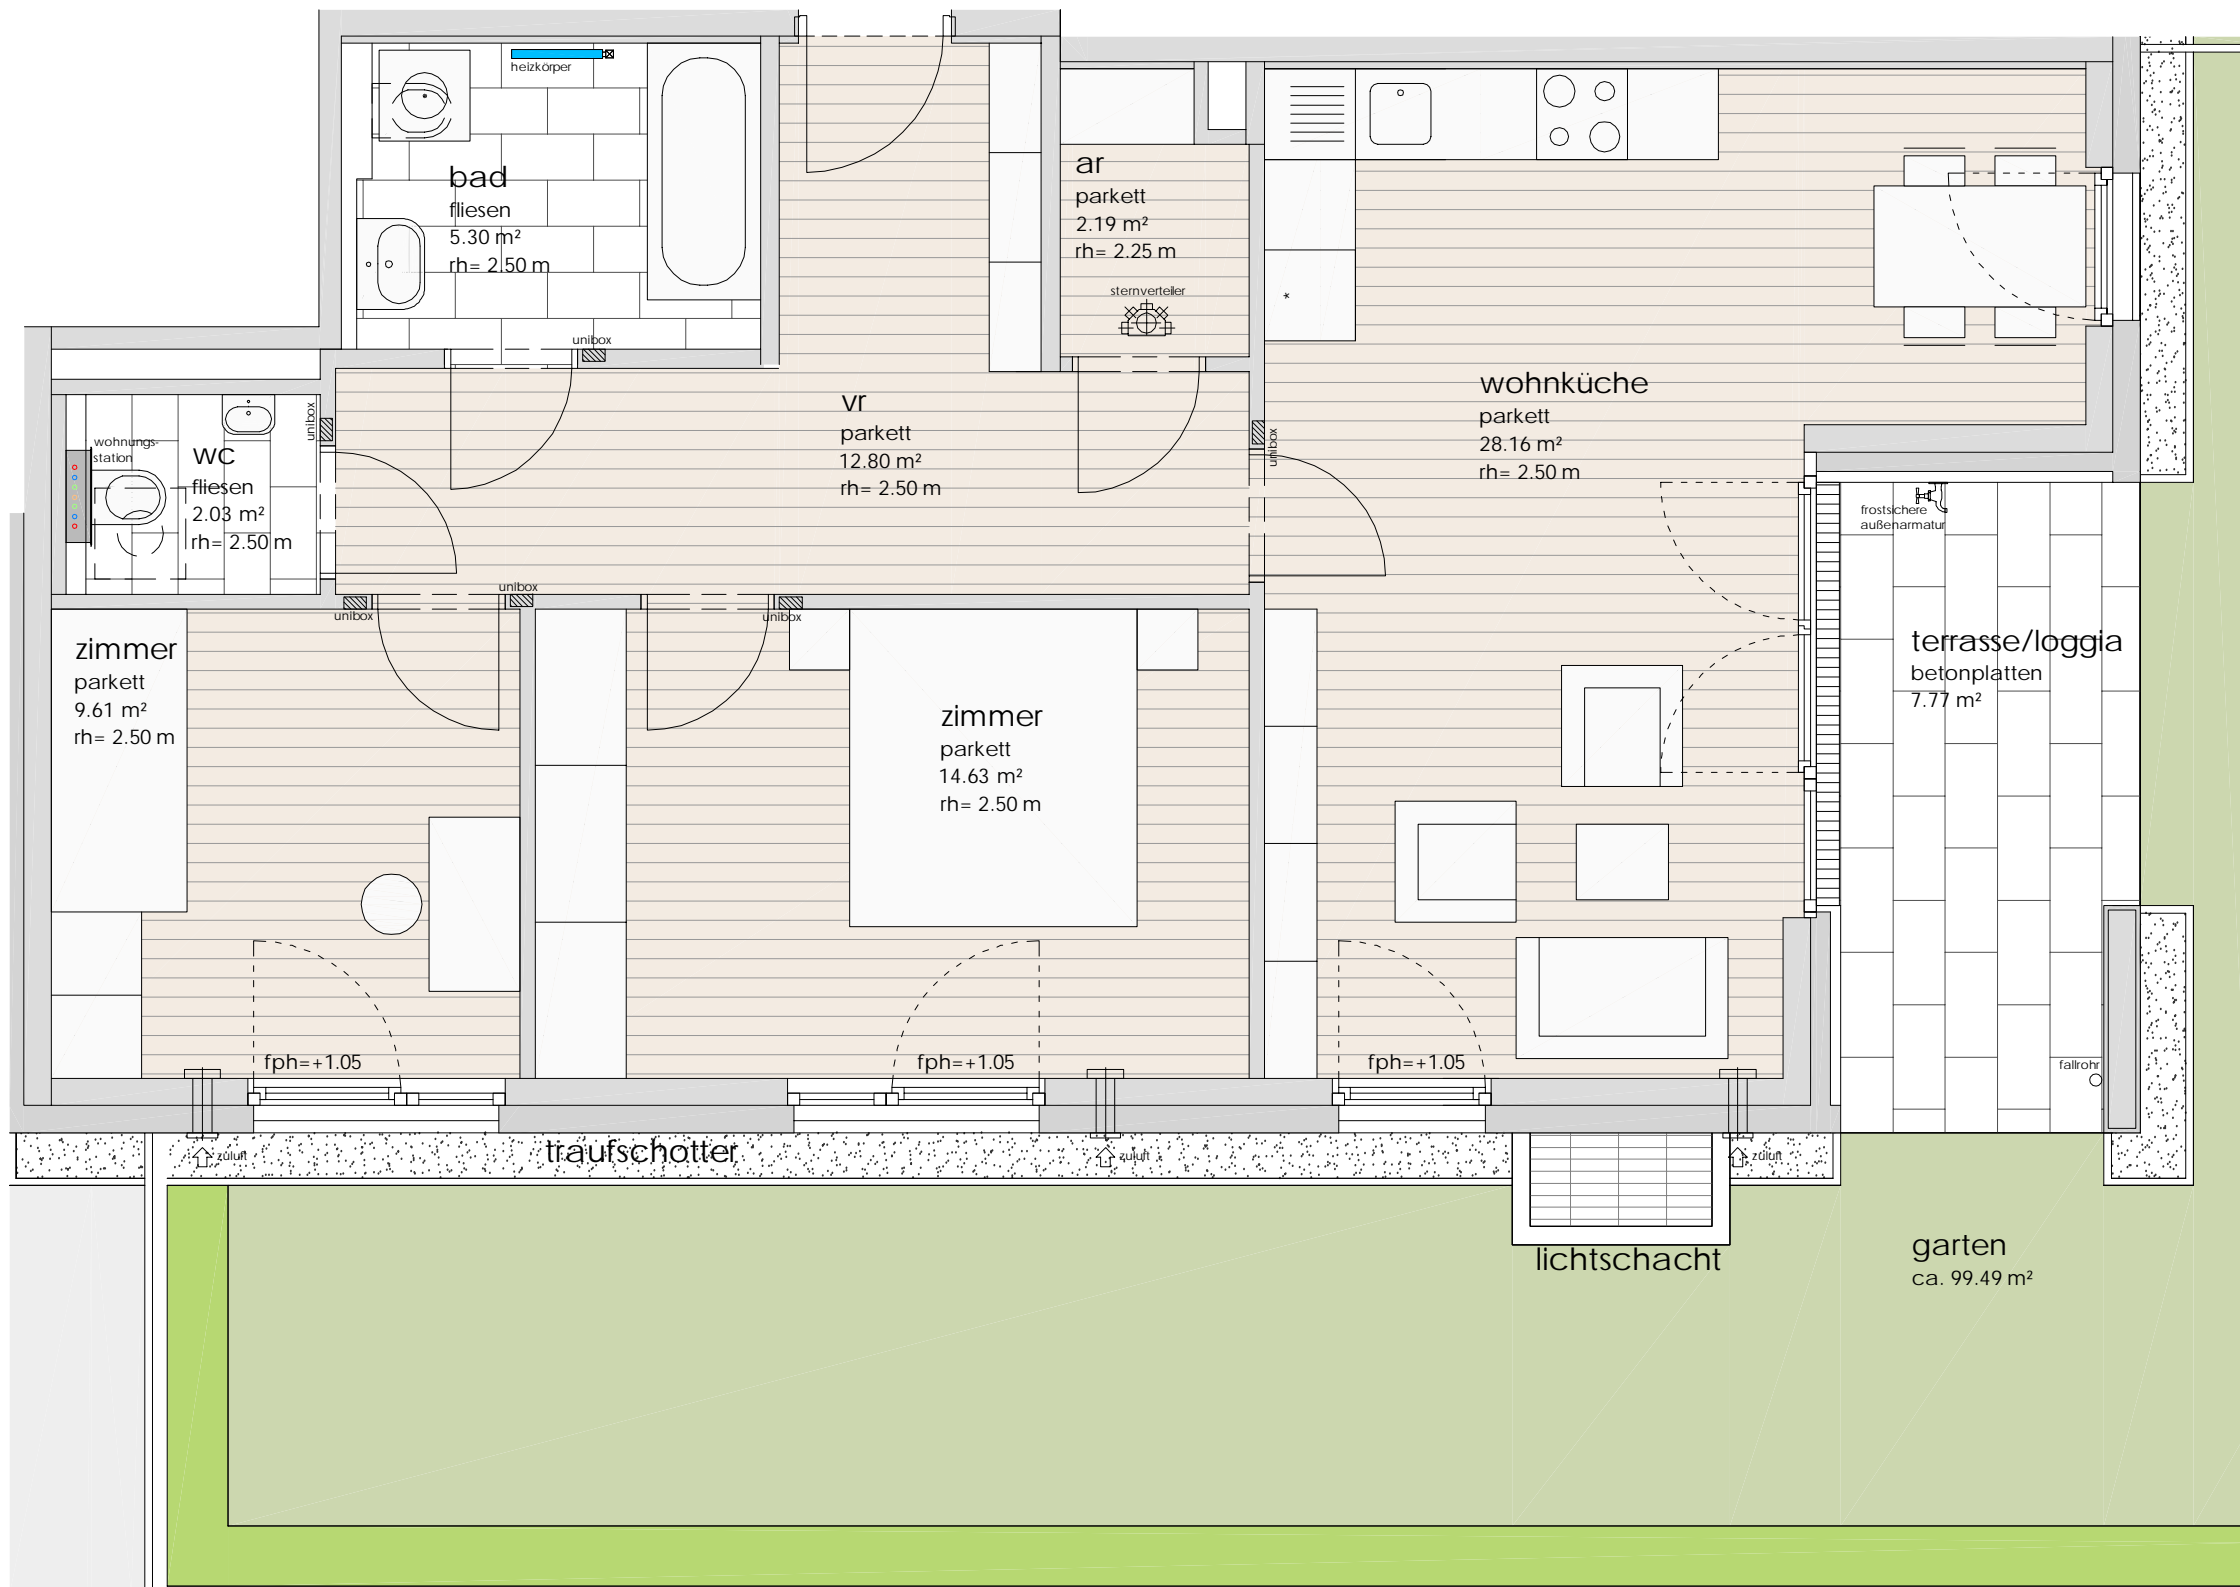 heizkörper
bad
fliesen
5.30 m²
rh= 2.50 m
unibox
ar
parkett
2.19 m²
rh= 2.25 m
sternverteiler
wohnküche
parkett
28.16 m²
rh= 2.50 m
vr
parkett
12.80 m²
rh= 2.50 m
unibox
unibox
wohnungs-
station
wc
fliesen
2.03 m²
rh= 2.50 m
frostsichere
außenarmatur
unibox
unibox
unibox
zimmer
parkett
9.61 m²
rh= 2.50 m
zimmer
parkett
14.63 m²
rh= 2.50 m
terrasse/loggia
betonplatten
7.77 m²
fph=+1.05
fph=+1.05
fph=+1.05
fallrohr
zuluft
traufschotter
zuluft
zuluft
lichtschacht
garten
ca. 99.49 m²